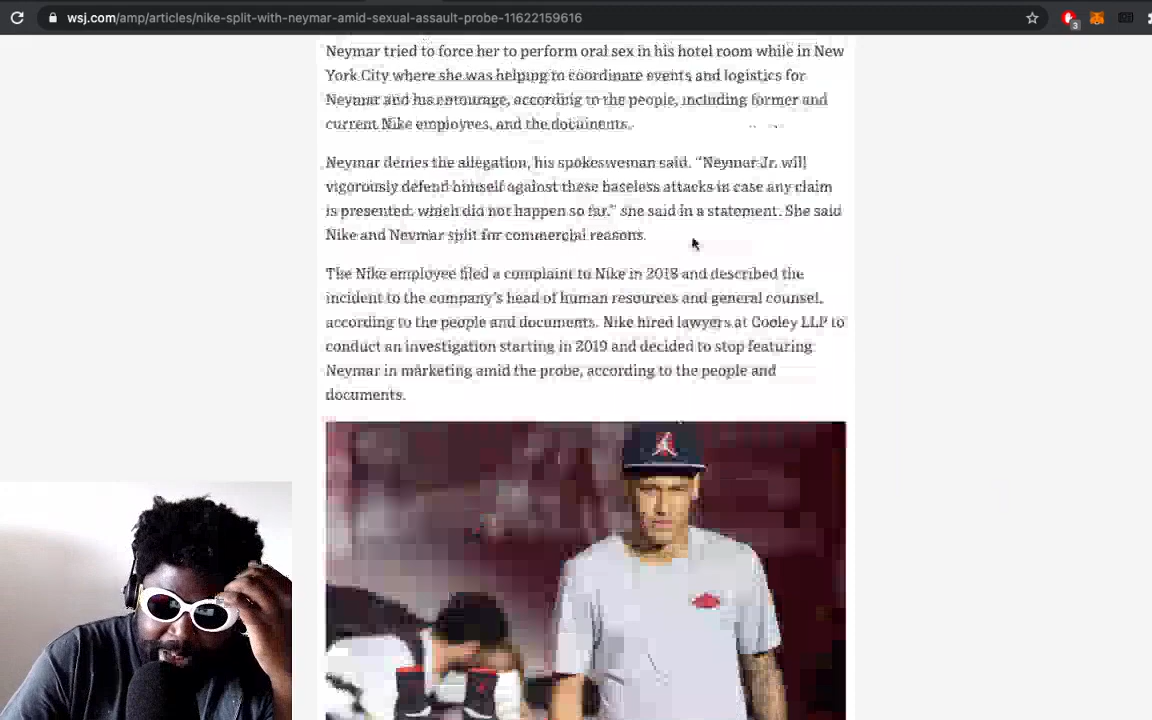 wsj.com/amp/articles/nike-split-with-neymar-amid-sexual-assault-probe-11622159616
3
Neymar tried to force her to perform oral sex in his hotel room while in New
York City where she was helping to coordinate events and logistics for
Neymar and his entourage, according to the people, including former and
current Nike employees, and the documents.
Neymar denies the allegation, his spokeswoman said. “Neymar Jr. will
vigorously defend himself against these baseless attacks in case any claim
is presented, which did not happen so far,” she said in a statement. She said
Nike and Neymar split for commercial reasons.
The Nike employee filed a complaint to Nike in 2018 and described the
incident to the company’s head of human resources and general counsel,
according to the people and documents. Nike hired lawyers at Cooley LLP to
conduct an investigation starting in 2019 and decided to stop featuring
Neymar in marketing amid the probe, according to the people and
documents.